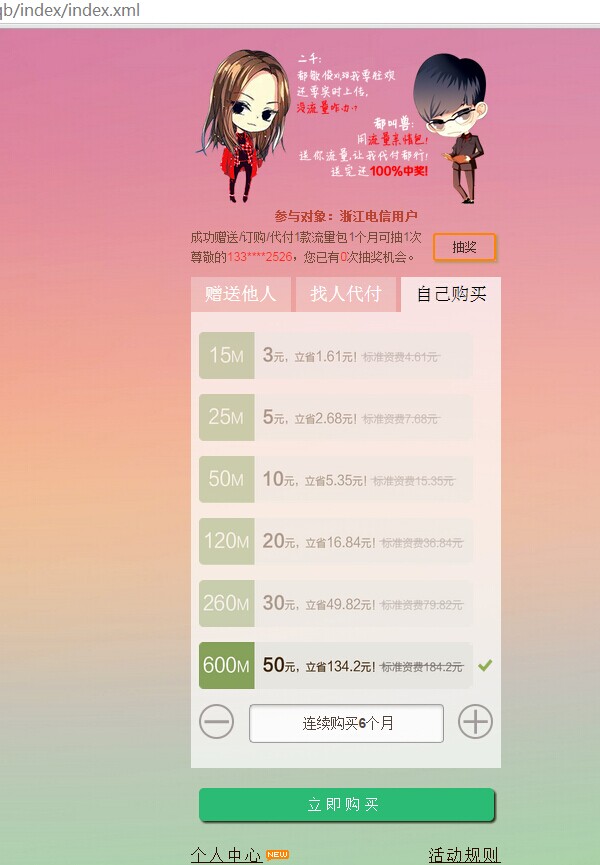 qb/index/index.xml
二千:
都敬俊xi,
还要实时上传,
没流量咋办?
都叫兽:
用流量亲情包!
送你流量,让我代付都行!
送完还100%中奖!
参与对象：浙江电信用户
成功赠送/订购/代付1款流量包1个月可抽1次
尊敬的133****2526，您已有0次抽奖机会。
抽奖
赠送他人 找人代付 自己购买
15M 3元，立省1.61元! 标准资费4.61元
25M 5元，立省2.68元! 标准资费7.68元
50M 10元，立省5.35元! 标准资费15.35元
120M 20元，立省16.84元! 标准资费36.84元
260M 30元，立省49.82元! 标准资费79.82元
600M 50元，立省134.2元! 标准资费184.2元
连续购买6个月
立即购买
个人中心 NEW 活动规则